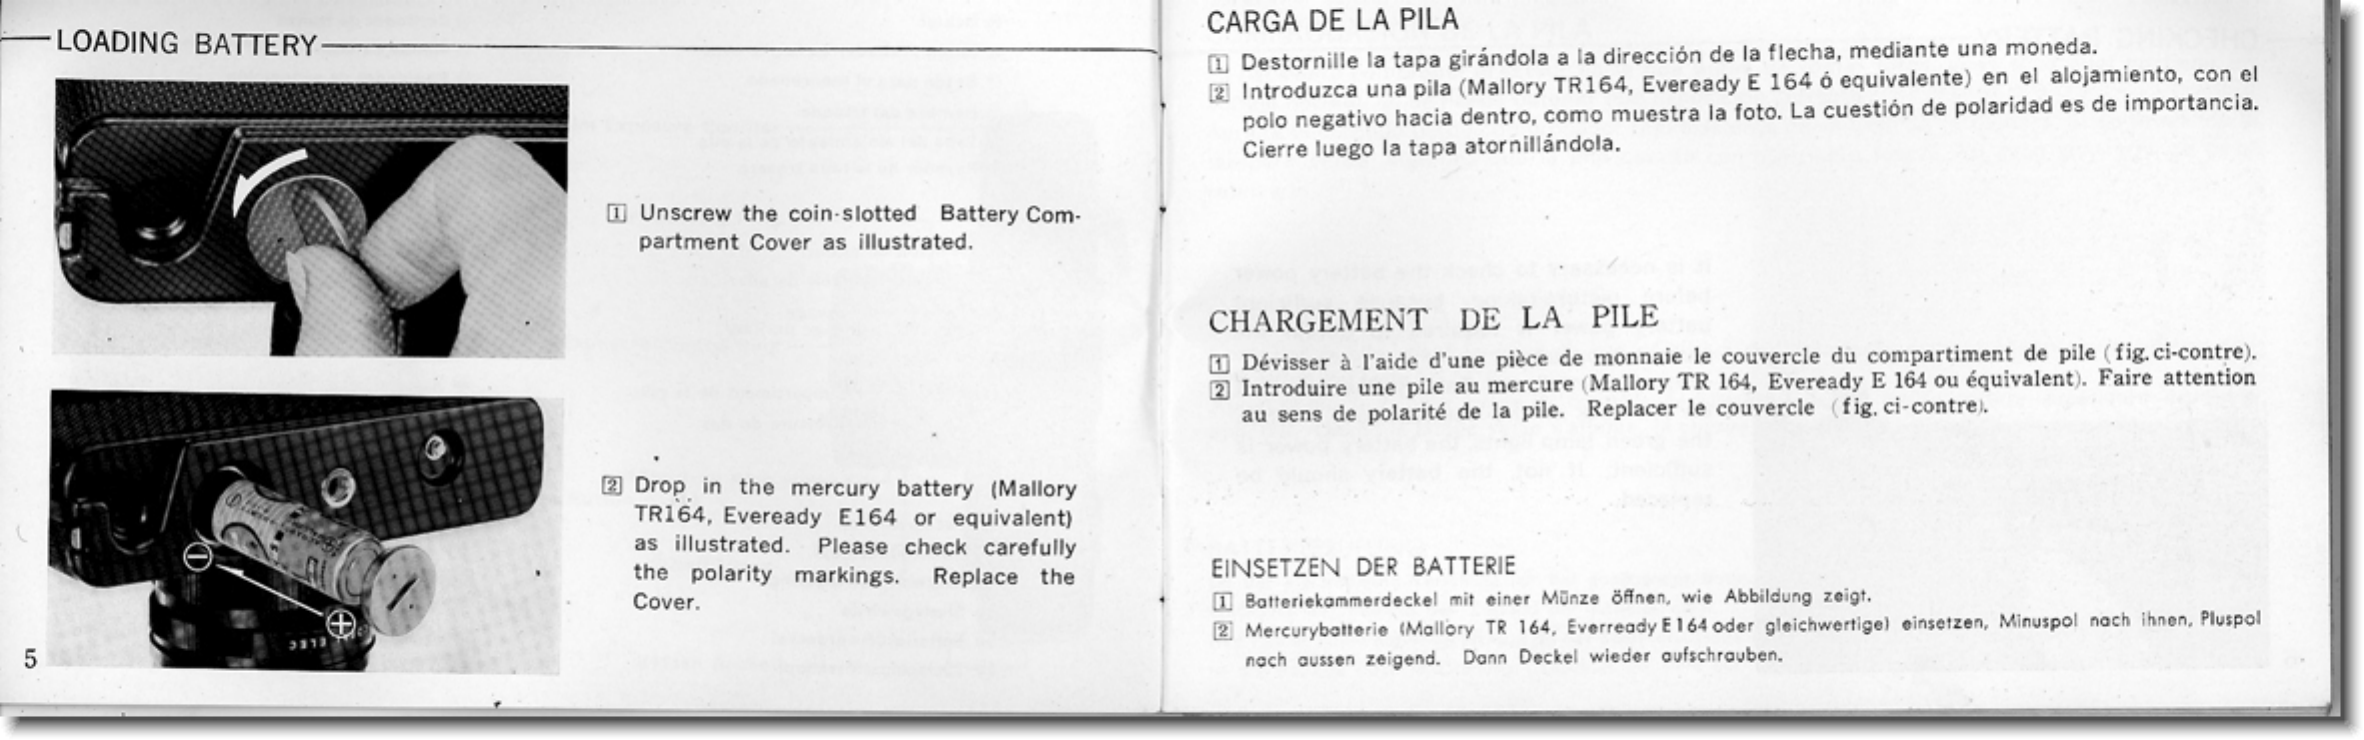 LOADING BATTERY
1 Unscrew the coin-slotted Battery Com-
partment Cover as illustrated.
2 Drop in the mercury battery (Mallory
TR164, Eveready E164 or equivalent)
as illustrated. Please check carefully
the polarity markings. Replace the
Cover.
5
CARGA DE LA PILA
1 Destornille la tapa girándola a la dirección de la flecha, mediante una moneda.
2 Introduzca una pila (Mallory TR164, Eveready E 164 ó equivalente) en el alojamiento, con el
polo negativo hacia dentro, como muestra la foto. La cuestión de polaridad es de importancia.
Cierre luego la tapa atornillándola.
CHARGEMENT DE LA PILE
1 Dévisser à l'aide d'une pièce de monnaie le couvercle du compartiment de pile (fig. ci-contre).
2 Introduire une pile au mercure (Mallory TR 164, Eveready E 164 ou équivalent). Faire attention
au sens de polarité de la pile. Replacer le couvercle (fig. ci-contre).
EINSETZEN DER BATTERIE
1 Batteriekammerdeckel mit einer Münze öffnen, wie Abbildung zeigt.
2 Mercurybatterie (Mallory TR 164, Everready E 164 oder gleichwertige) einsetzen, Minuspol nach ihnen, Pluspol
nach aussen zeigend. Dann Deckel wieder aufschrauben.